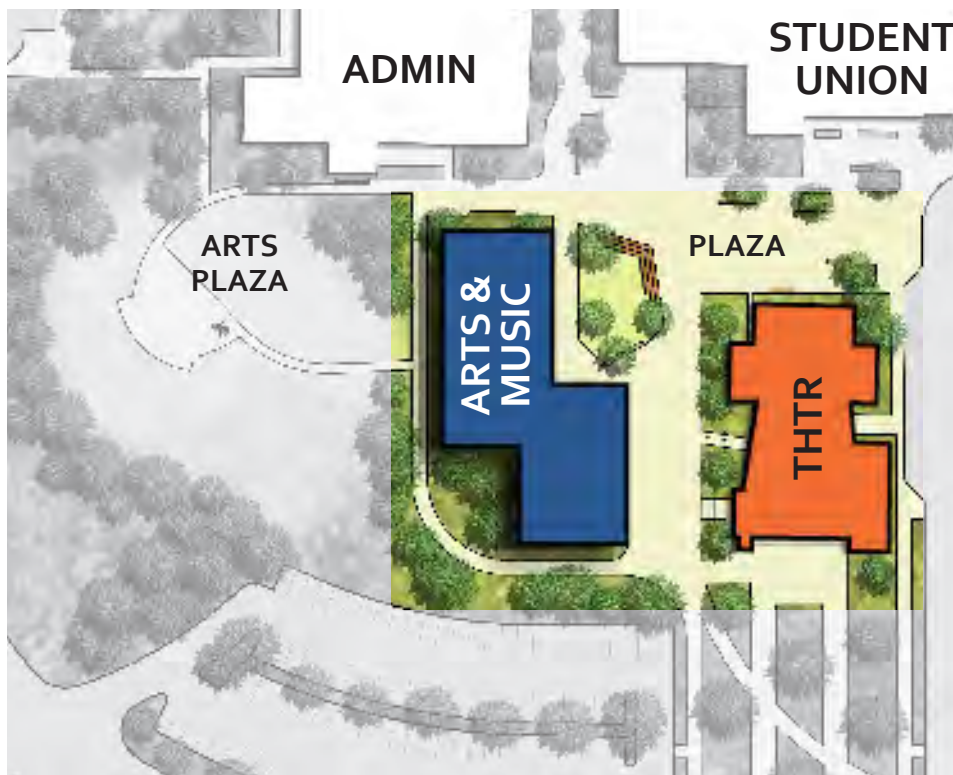 ADMIN
STUDENT
UNION
ARTS
PLAZA
PLAZA
ARTS &
MUSIC
THTR